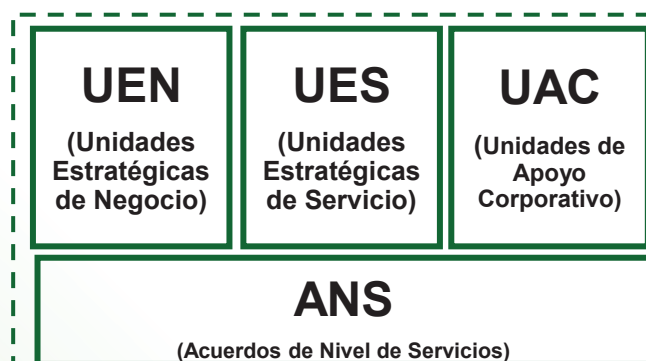 UEN
(Unidades
Estratégicas
de Negocio)
UES
(Unidades
Estratégicas
de Servicio)
UAC
(Unidades de
Apoyo
Corporativo)
ANS
(Acuerdos de Nivel de Servicios)